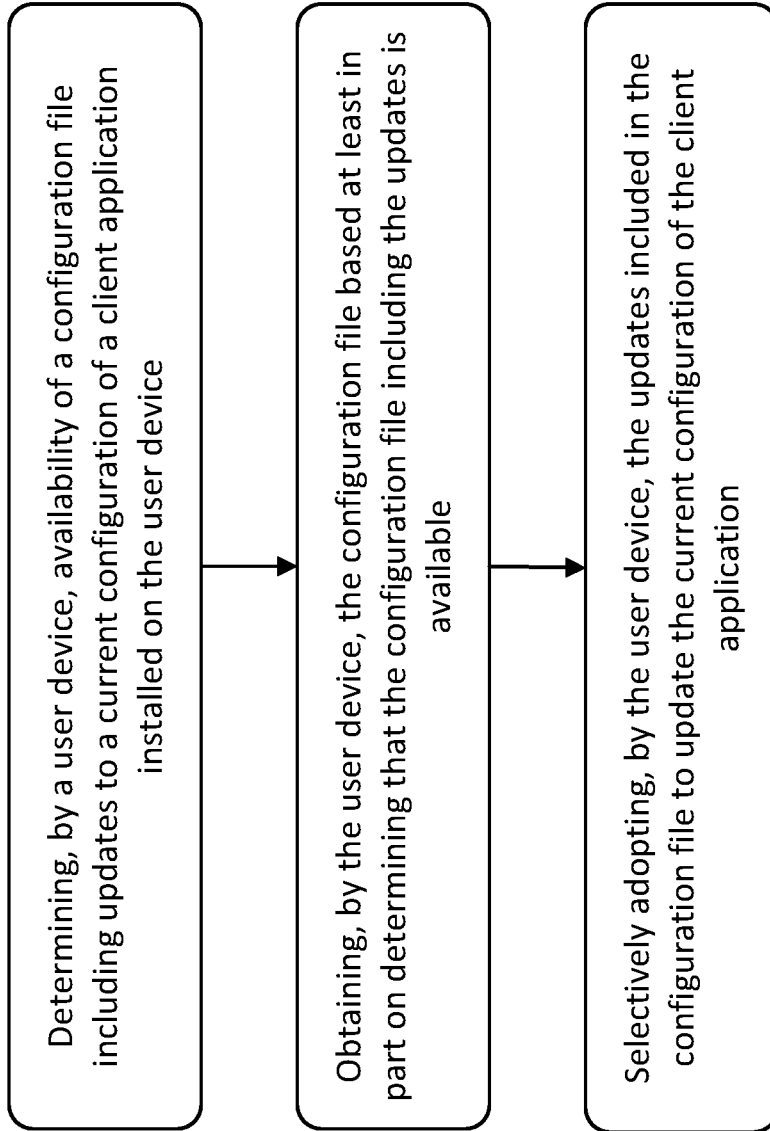 Determining, by a user device, availability of a configuration file
including updates to a current configuration of a client application
installed on the user device
Obtaining, by the user device, the configuration file based at least in
part on determining that the configuration file including the updates is
available
Selectively adopting, by the user device, the updates included in the
configuration file to update the current configuration of the client
application